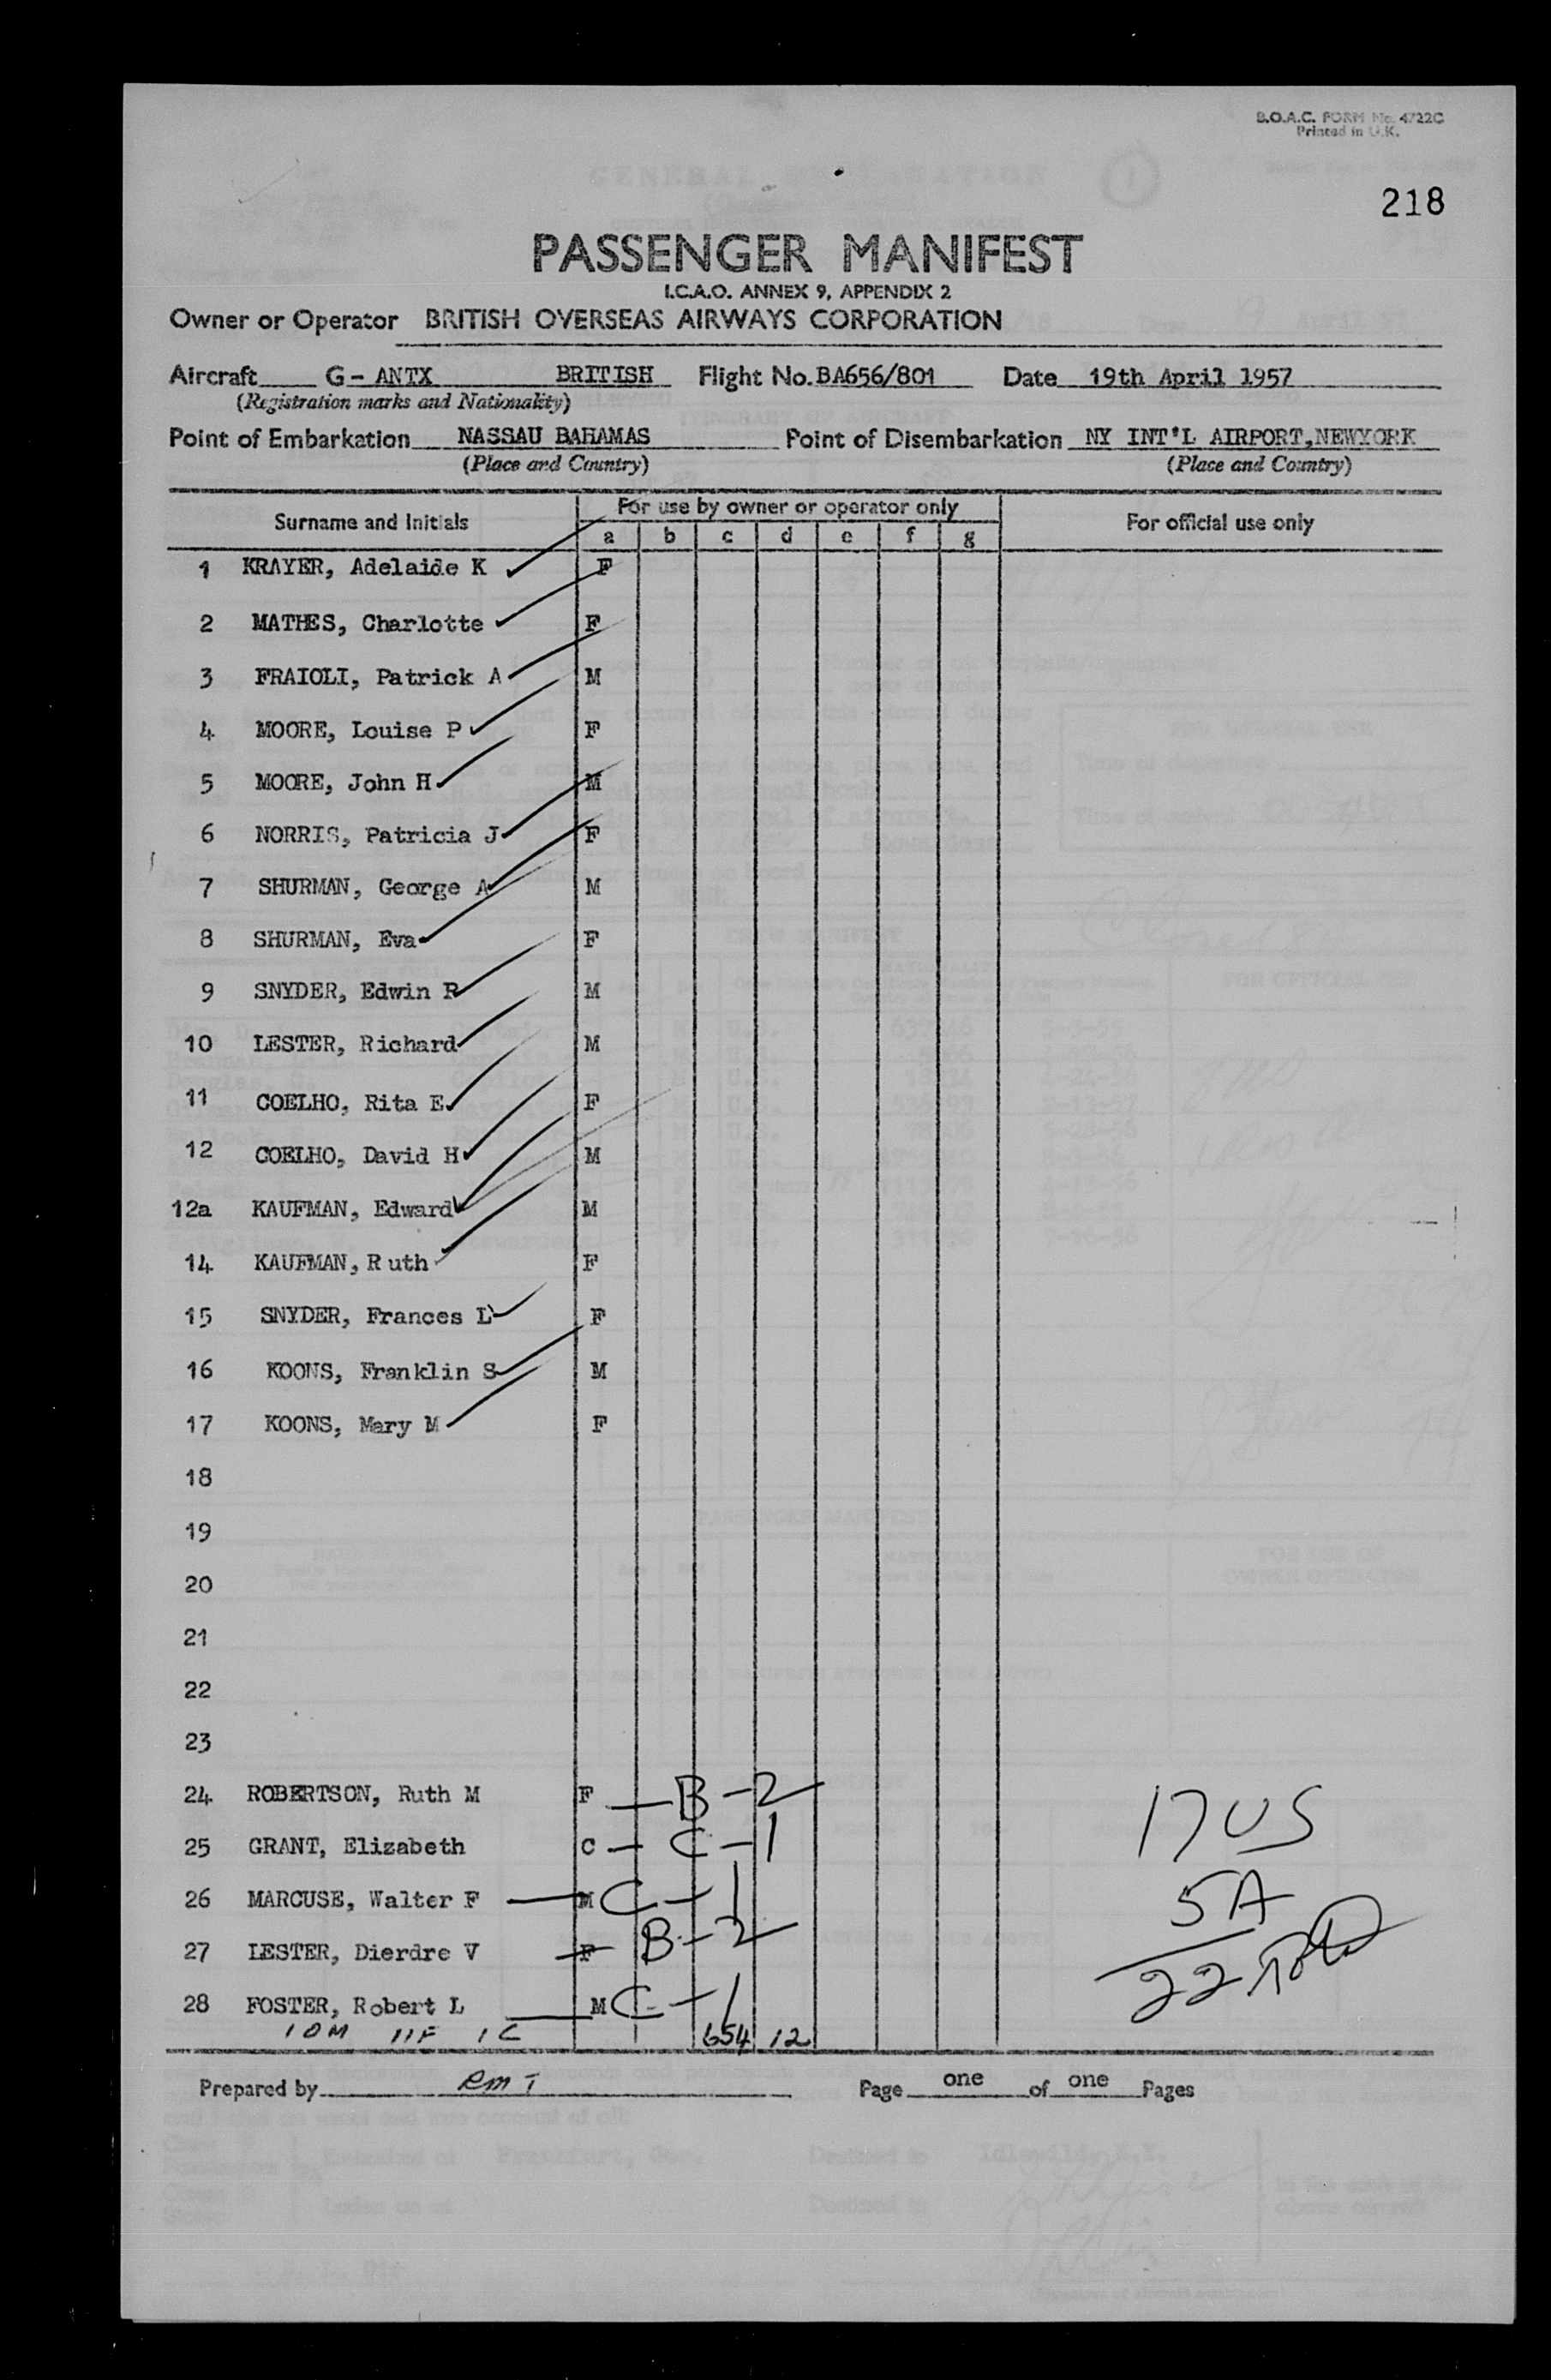 B.O.A.C. FORM No. 4722C
Printed in U.K.
218
PASSENGER MANIFEST
I.C.A.O. ANNEX 9, APPENDIX 2
Owner or Operator BRITISH OVERSEAS AIRWAYS CORPORATION
Aircraft G- ANTX BRITISH Flight No. BA656/801 Date 19th April 1957
(Registration marks and Nationality)
Point of Embarkation NASSAU BAHAMAS Point of Disembarkation NY INT'L AIRPORT, NEWYORK
(Place and Country) (Place and Country)
Surname and Initials For use by owner or operator only For official use only
a b c d e f g
1 KRAYER, Adelaide K F
2 MATHES, Charlotte F
3 FRAIOLI, Patrick A M
4 MOORE, Louise P F
5 MOORE, John H M
6 NORRIS, Patricia J F
7 SHURMAN, George A M
8 SHURMAN, Eva F
9 SNYDER, Edwin R M
10 LESTER, Richard M
11 COELHO, Rita E F
12 COELHO, David H M
12a KAUFMAN, Edward M
14 KAUFMAN, Ruth F
15 SNYDER, Frances L F
16 KOONS, Franklin S M
17 KOONS, Mary M F
18
19
20
21
22
23
24 ROBERTSON, Ruth M F — B-2 17 US
25 GRANT, Elizabeth C — C-1
26 MARCUSE, Walter F — M C-1 5A
27 LESTER, Dierdre V F B-2 22 Total
28 FOSTER, Robert L M C-1
10M 11F 1C 654 12
Prepared by RMT Page one of one Pages